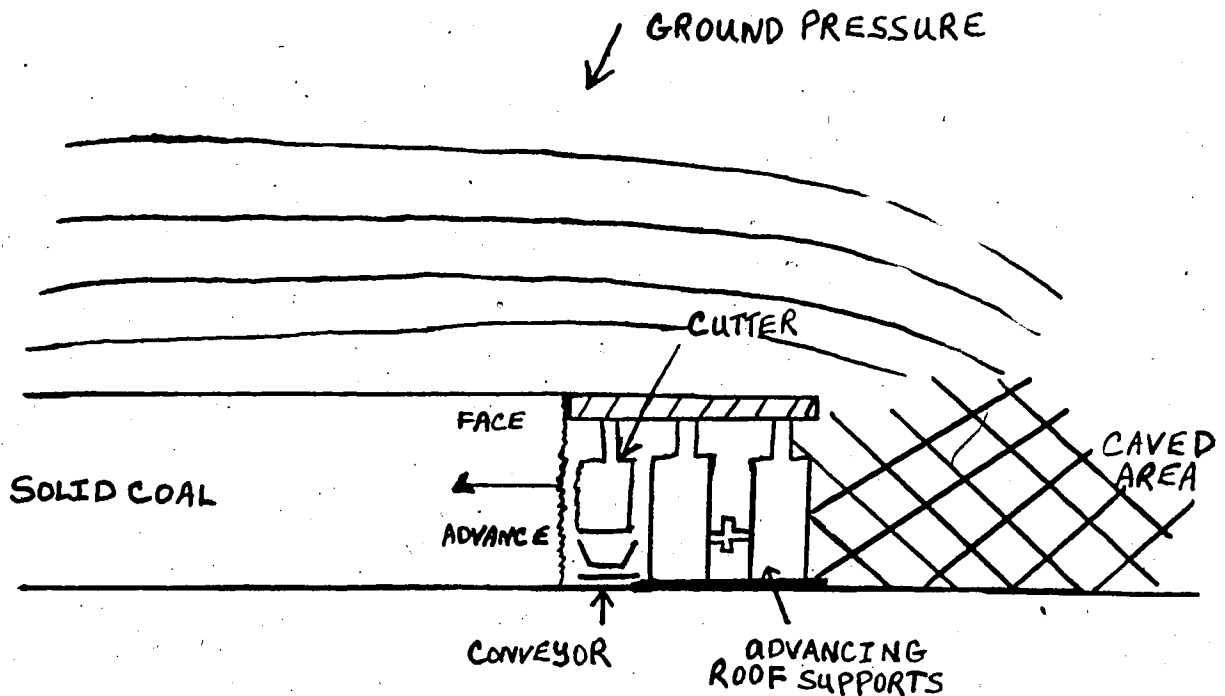 GROUND PRESSURE
CUTTER
FACE
CAVED
AREA
SOLID COAL
ADVANCE
CONVEYOR
aDVANCING
ROOF SUPPORTS